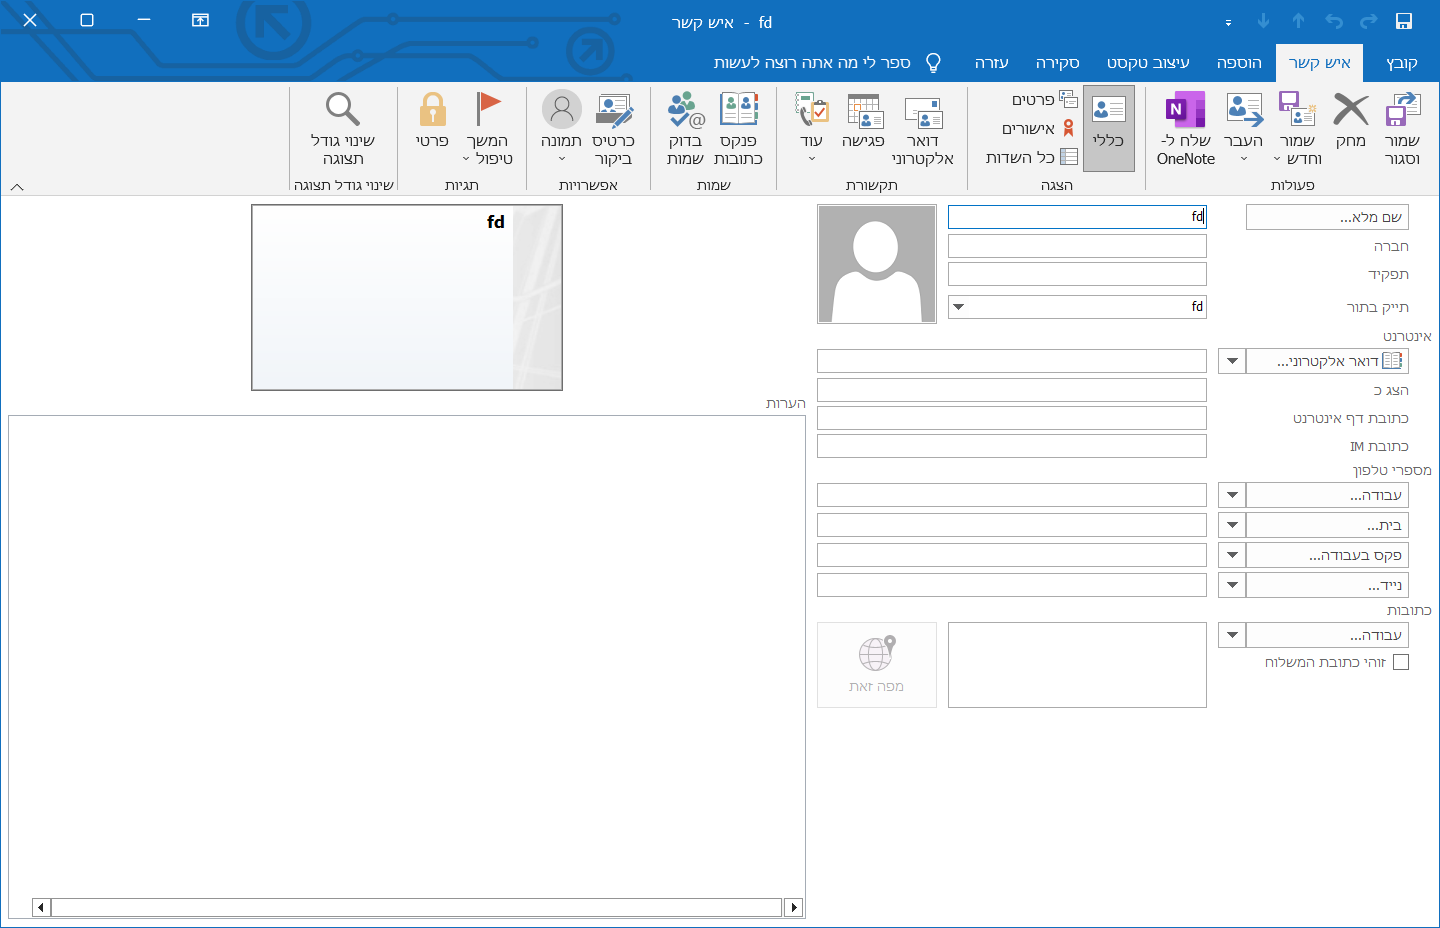 איש קשר - fd
קובץ
איש קשר
הוספה
עיצוב טקסט
סקירה
עזרה
ספר לי מה אתה רוצה לעשות
שמור וסגור
מחק
שמור וחדש
העבר
שלח ל-OneNote
פעולות
כללי
פרטים
אישורים
כל השדות
הצגה
דואר אלקטרוני
פגישה
עוד
תקשורת
פנקס כתובות
בדוק שמות
שמות
כרטיס ביקור
תמונה
אפשרויות
המשך טיפול
פרטי
תגיות
שינוי גודל תצוגה
שינוי גודל תצוגה
שם מלא...
fd
חברה
תפקיד
תייק בתור
fd
אינטרנט
דואר אלקטרוני...
הצג כ
כתובת דף אינטרנט
כתובת IM
מספרי טלפון
עבודה...
בית...
פקס בעבודה...
נייד...
כתובות
עבודה...
זוהי כתובת המשלוח
מפה זאת
fd
הערות